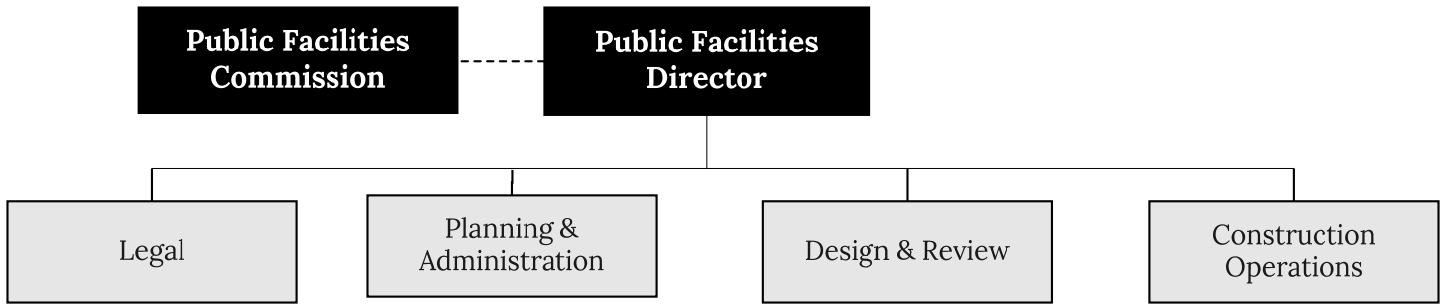 Public Facilities
Commission
Public Facilities
Director
Legal
Planning &
Administration
Design & Review
Construction
Operations